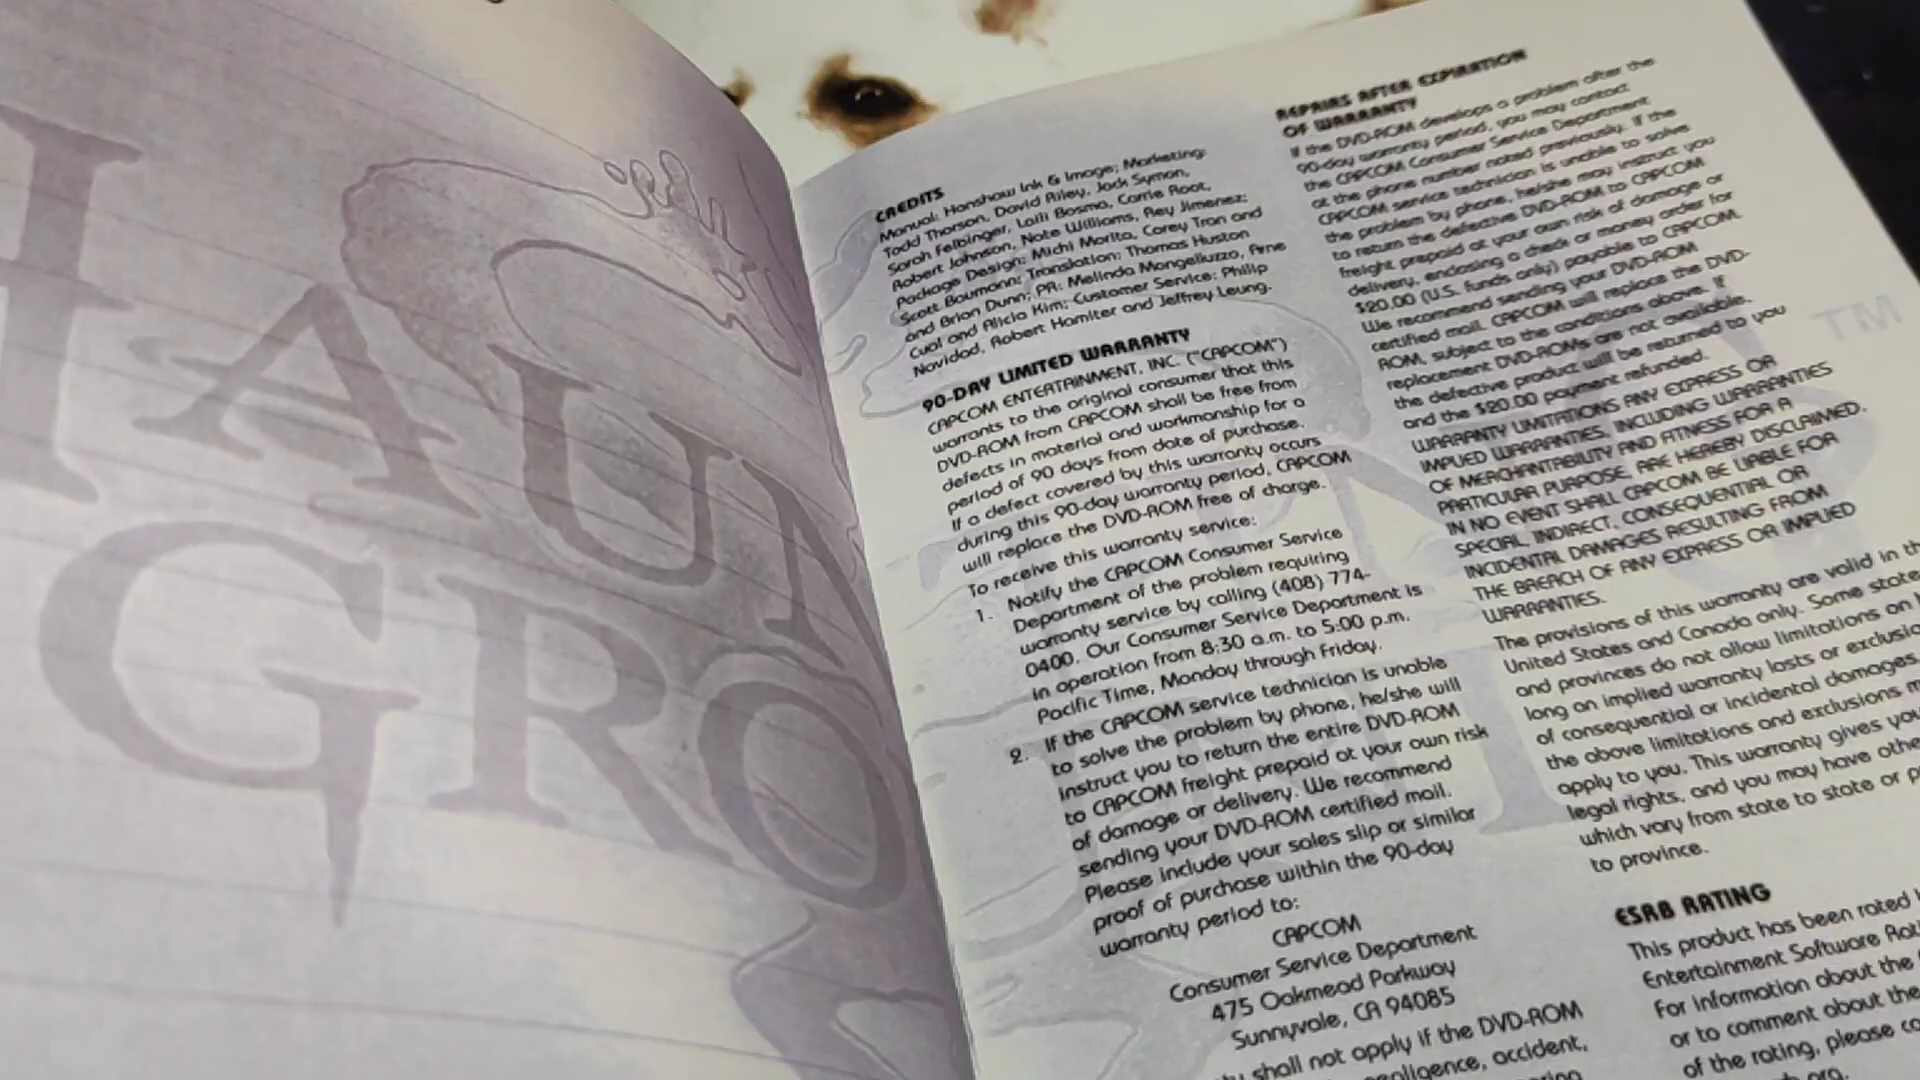 HAUN
GRO
CREDITS
Manual: Hanshaw Ink & Image; Marketing:
Todd Thorson, David Riley, Jack Symon,
Sarah Felbinger, Laili Bosma, Carrie Root,
Robert Johnson, Nate Williams, Rey Jimenez;
Package Design: Michi Morita, Corey Tran and
Scott Baumann; Translation: Thomas Huston
and Brian Dunn; PR: Melinda Mongelluzzo, Arne
Cual and Alicia Kim; Customer Service: Philip
Navidad, Robert Hamiter and Jeffrey Leung.
90-DAY LIMITED WARRANTY
CAPCOM ENTERTAINMENT, INC. ("CAPCOM")
warrants to the original consumer that this
DVD-ROM from CAPCOM shall be free from
defects in material and workmanship for a
period of 90 days from date of purchase.
If a defect covered by this warranty occurs
during this 90-day warranty period, CAPCOM
will replace the DVD-ROM free of charge.
To receive this warranty service:
1. Notify the CAPCOM Consumer Service
Department of the problem requiring
warranty service by calling (408) 774-
0400. Our Consumer Service Department is
in operation from 8:30 a.m. to 5:00 p.m.
Pacific Time, Monday through Friday.
2. If the CAPCOM service technician is unable
to solve the problem by phone, he/she will
instruct you to return the entire DVD-ROM
to CAPCOM freight prepaid at your own risk
of damage or delivery. We recommend
sending your DVD-ROM certified mail.
Please include your sales slip or similar
proof of purchase within the 90-day
warranty period to:
CAPCOM
Consumer Service Department
475 Oakmead Parkway
Sunnyvale, CA 94085
shall not apply if the DVD-ROM
negligence, accident,
REPAIRS AFTER EXPIRATION
OF WARRANTY
If the DVD-ROM develops a problem after the
90-day warranty period, you may contact
the CAPCOM Consumer Service Department
at the phone number noted previously. If the
CAPCOM service technician is unable to solve
the problem by phone, he/she may instruct you
to return the defective DVD-ROM to CAPCOM
freight prepaid at your own risk of damage or
delivery, enclosing a check or money order for
$20.00 (U.S. funds only) payable to CAPCOM.
We recommend sending your DVD-ROM
certified mail. CAPCOM will replace the DVD-
ROM, subject to the conditions above. If
replacement DVD-ROMs are not available,
the defective product will be returned to you
and the $20.00 payment refunded.
WARRANTY LIMITATIONS ANY EXPRESS OR
IMPLIED WARRANTIES, INCLUDING WARRANTIES
OF MERCHANTABILITY AND FITNESS FOR A
PARTICULAR PURPOSE, ARE HEREBY DISCLAIMED.
IN NO EVENT SHALL CAPCOM BE LIABLE FOR
SPECIAL, INDIRECT, CONSEQUENTIAL OR
INCIDENTAL DAMAGES RESULTING FROM
THE BREACH OF ANY EXPRESS OR IMPLIED
WARRANTIES.
The provisions of this warranty are valid in the
United States and Canada only. Some states
and provinces do not allow limitations on
long an implied warranty lasts or exclusions
of consequential or incidental damages,
the above limitations and exclusions
apply to you. This warranty gives you
legal rights, and you may have other
which vary from state to state or
to province.
ESRB RATING
This product has been rated
Entertainment Software
For information about the
or to comment about the
of the rating, please
TM